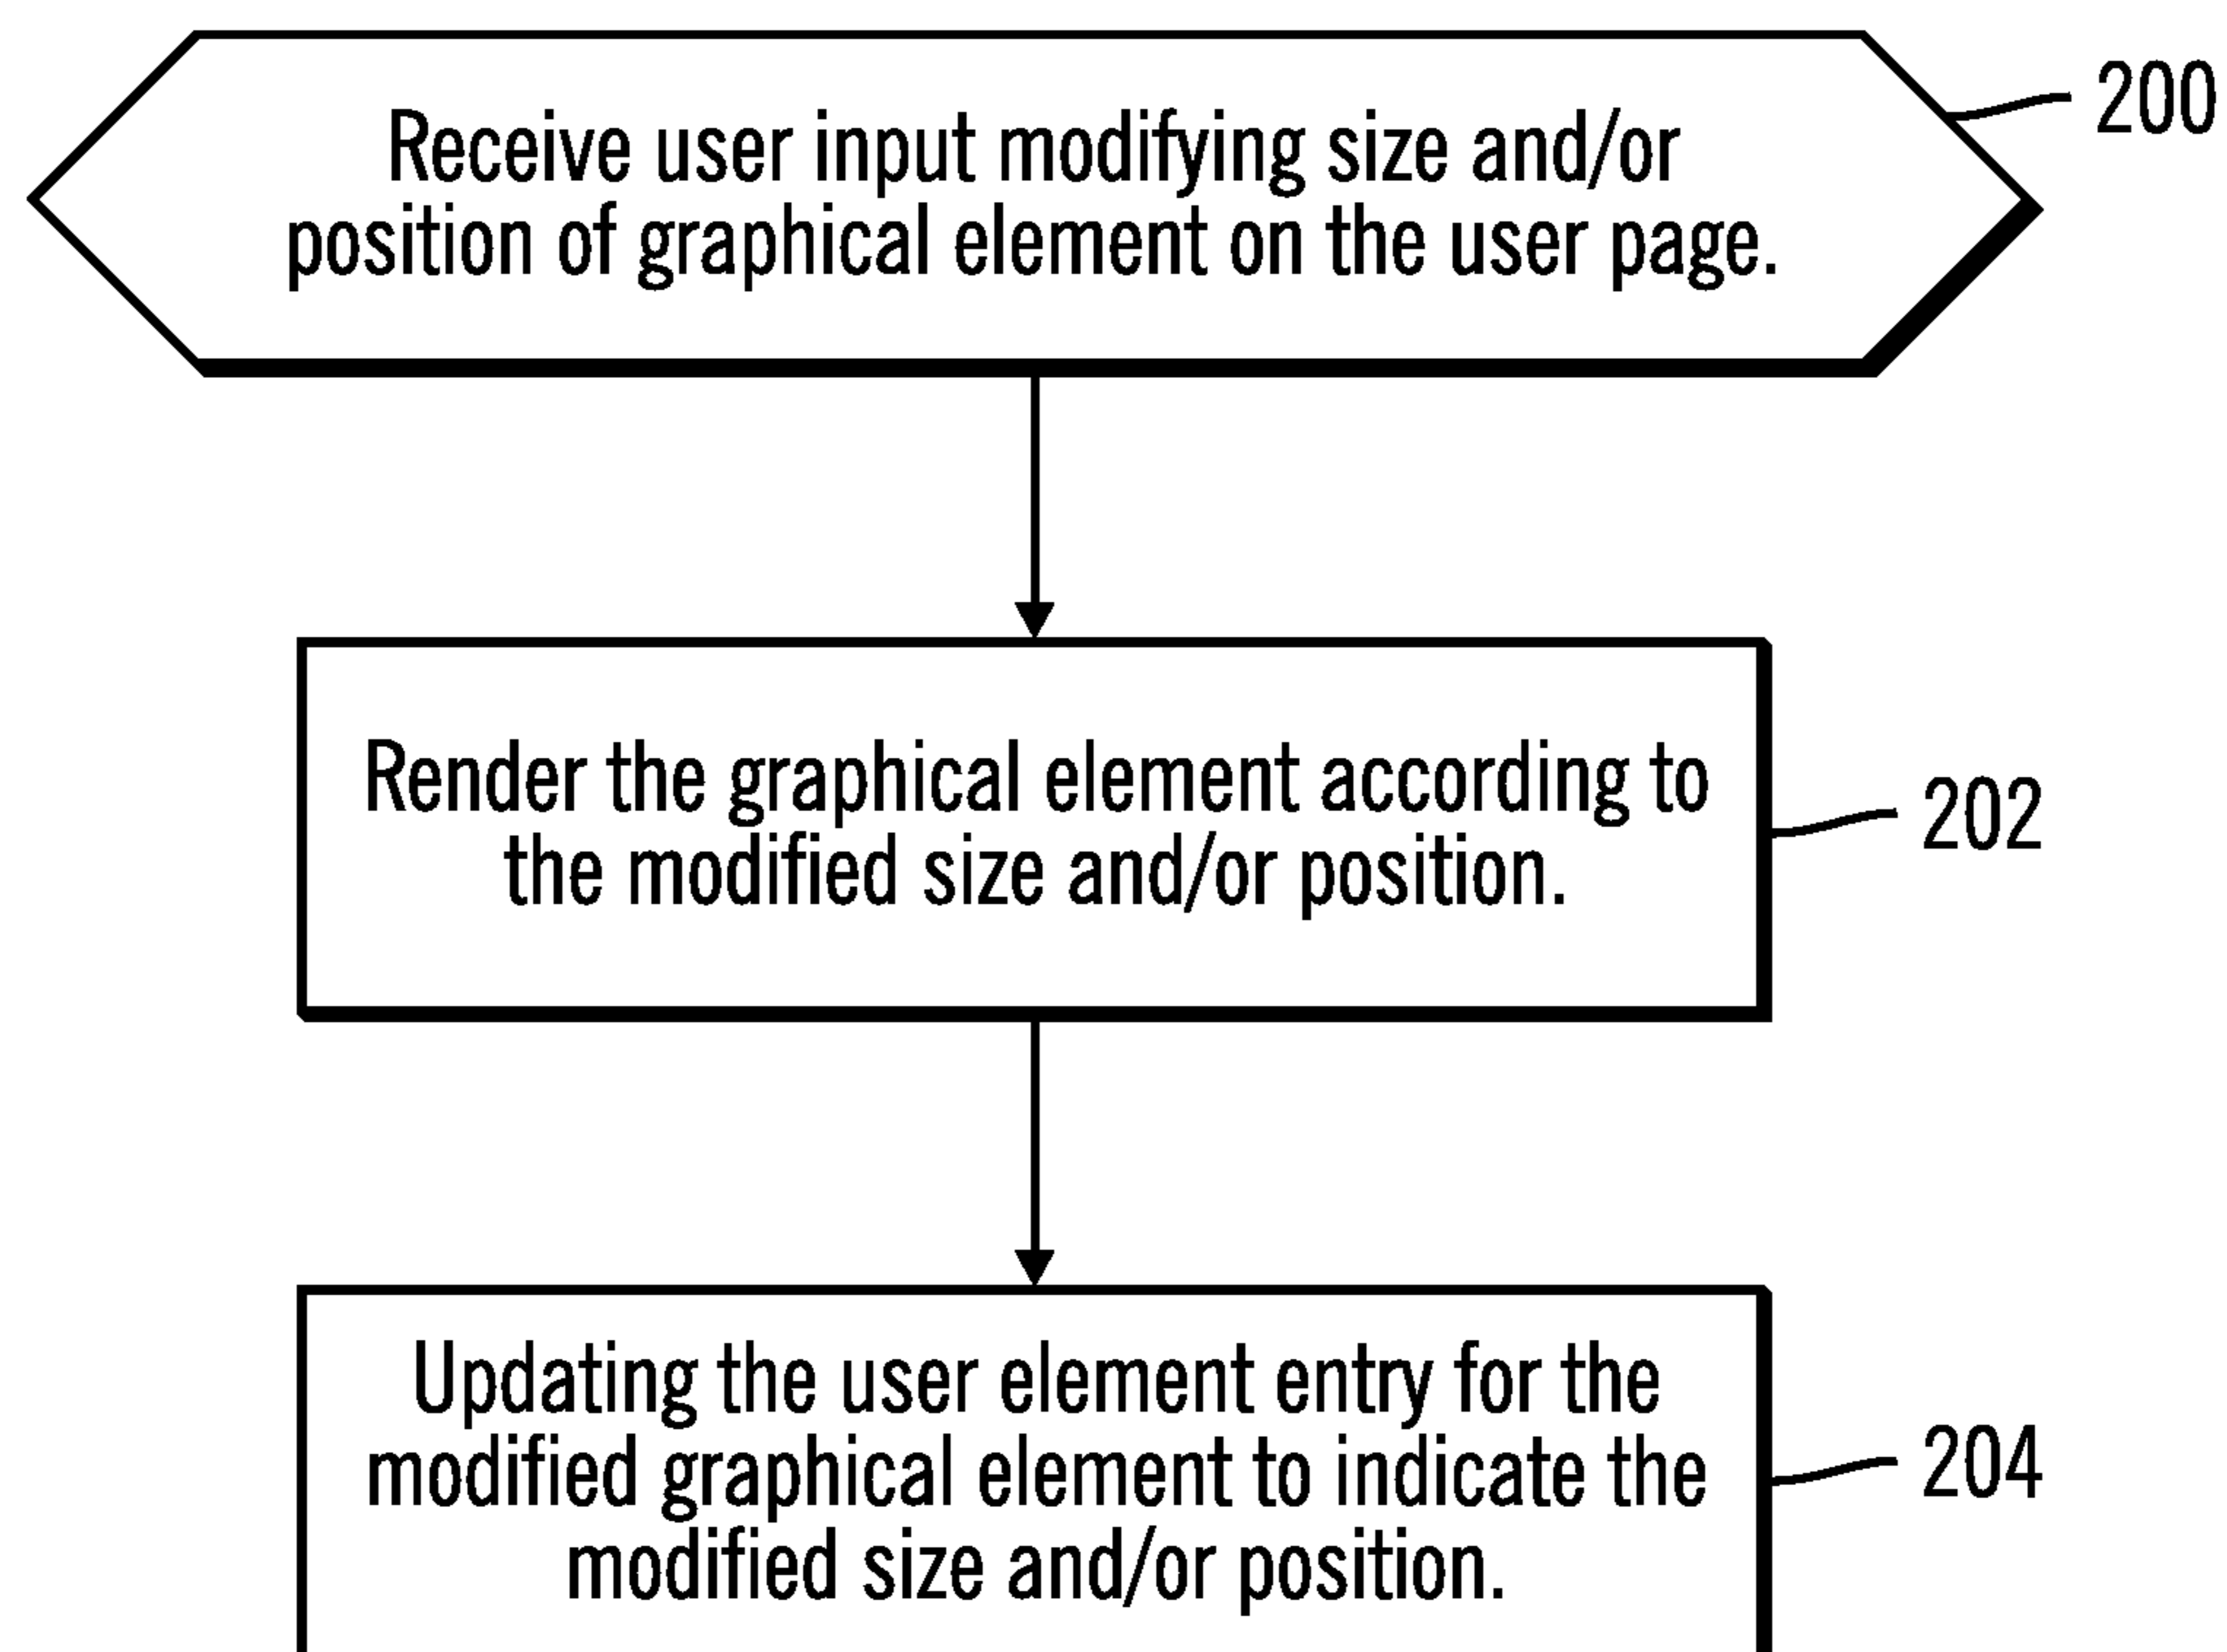 Receive user input modifying size and/or
position of graphical element on the user page.
200
Render the graphical element according to
the modified size and/or position.
202
Updating the user element entry for the
modified graphical element to indicate the
modified size and/or position.
204